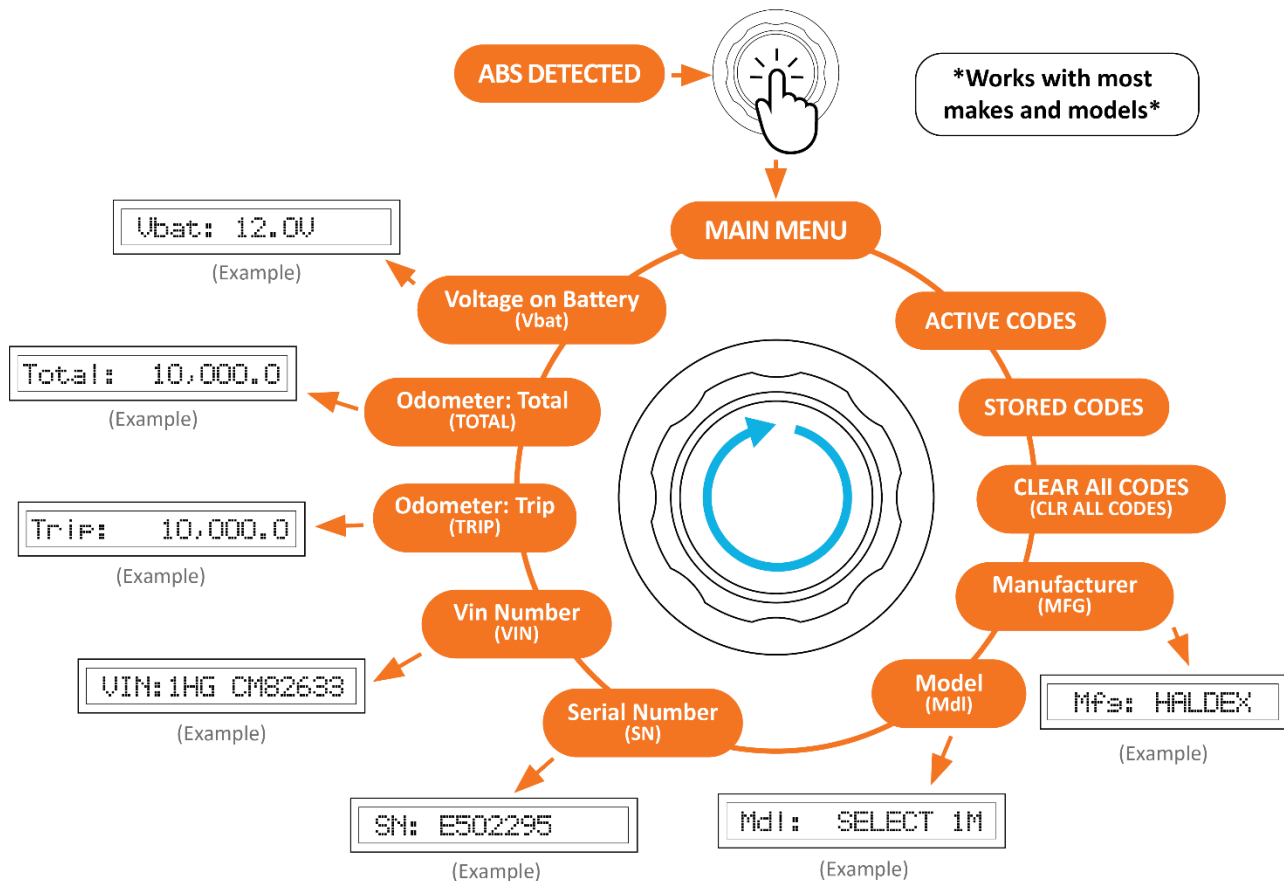 ABS DETECTED
*Works with most
makes and models*
MAIN MENU
Vbat: 12.0V
(Example)
Voltage on Battery
(Vbat)
ACTIVE CODES
Total: 10,000.0
(Example)
Odometer: Total
(TOTAL)
STORED CODES
CLEAR All CODES
(CLR ALL CODES)
Trip: 10,000.0
(Example)
Odometer: Trip
(TRIP)
Manufacturer
(MFG)
Mfg: HALDEX
(Example)
Vin Number
(VIN)
VIN:1HG CM82633
(Example)
Model
(Mdl)
Mdl: SELECT 1M
(Example)
Serial Number
(SN)
SN: E502295
(Example)